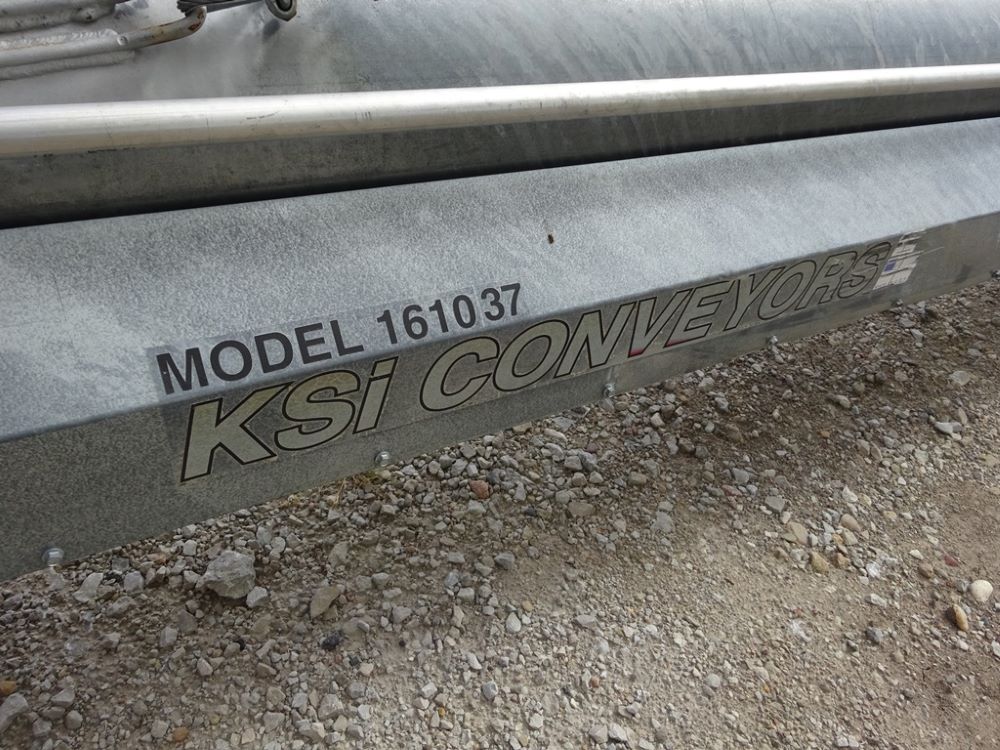 MODEL 161037
KSi CONVEYORS